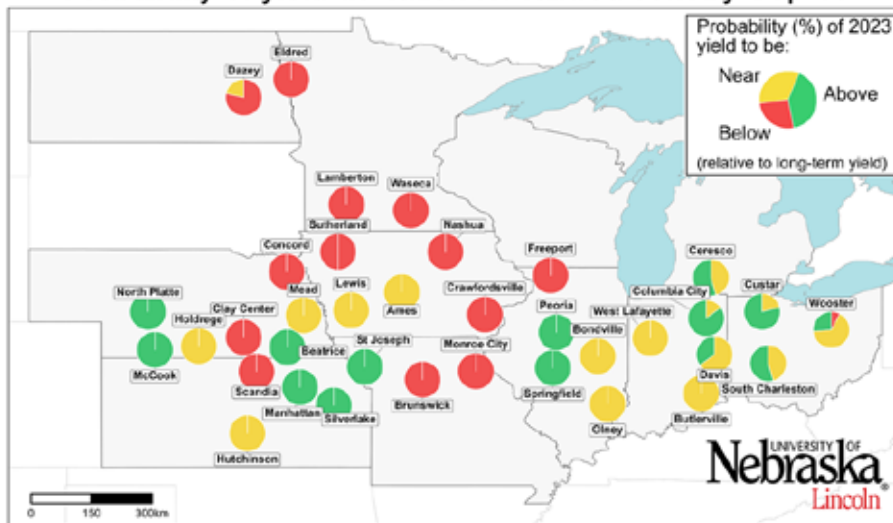 Probability (%) of 2023
yield to be:
Near
Above
Below
(relative to long-term yield)
Eldred
Dazey
Lamberton
Waseca
Sutherland
Nashua
Concord
Freeport
Ceresco
North Platte
Lewis
Mead
Ames
Columbia City
Custar
Clay Center
Crawfordsville
Holdrege
Peoria
West Lafayette
Wooster
Bondville
St Joseph
Beatrice
Monroe City
McCook
Scandia
Davis
South Charleston
Manhattan
Silverlake
Brunswick
Springfield
Butlerville
Olney
Hutchinson
UNIVERSITY OF
Nebraska
Lincoln
0 150 300km